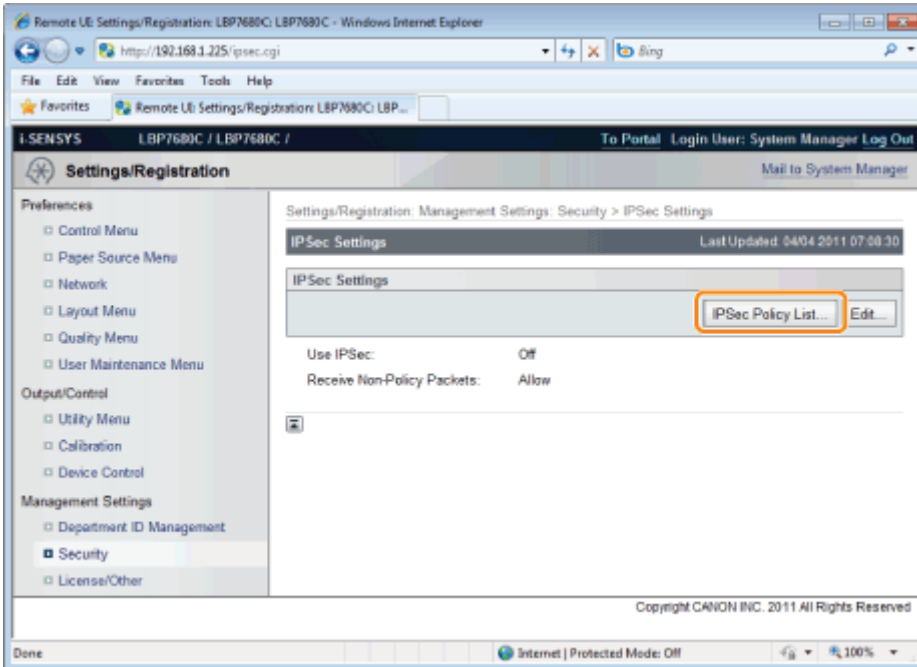 Remote UI: Settings/Registration: LBP7680C: LBP7680C - Windows Internet Explorer
http://192.168.1.225/ipsec.cgi
Bing
File Edit View Favorites Tools Help
Favorites
Remote UI: Settings/Registration: LBP7680C: LBP...
i-SENSYS LBP7680C / LBP7680C /
To Portal Login User: System Manager Log Out
Settings/Registration
Mail to System Manager
Preferences
Control Menu
Paper Source Menu
Network
Layout Menu
Quality Menu
User Maintenance Menu
Output/Control
Utility Menu
Calibration
Device Control
Management Settings
Department ID Management
Security
License/Other
Settings/Registration: Management Settings: Security > IPSec Settings
IPSec Settings
Last Updated: 04/04 2011 07:08:30
IPSec Settings
IPSec Policy List... Edit...
Use IPSec: Off
Receive Non-Policy Packets: Allow
Copyright CANON INC. 2011 All Rights Reserved
Done
Internet | Protected Mode: Off
100%